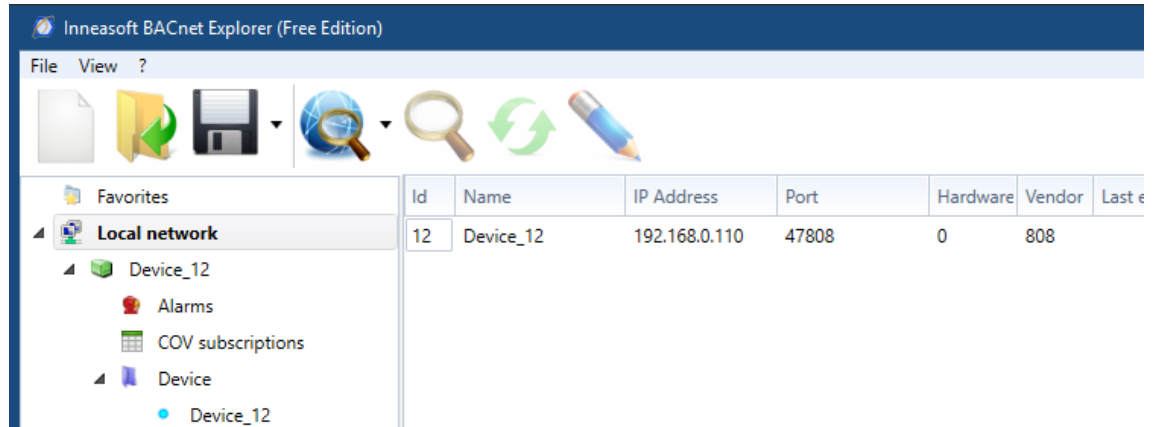 Inneasoft BACnet Explorer (Free Edition)
File View ?
Favorites
Id Name IP Address Port Hardware Vendor Last e
Local network
12 Device_12 192.168.0.110 47808 0 808
Device_12
Alarms
COV subscriptions
Device
Device_12